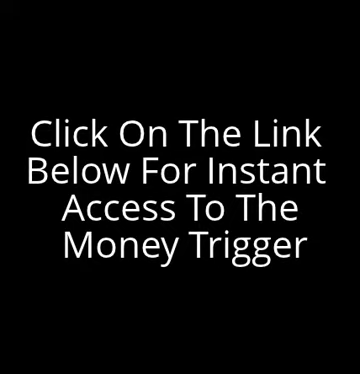 Click On The Link
Below For Instant
Access To The
Money Trigger